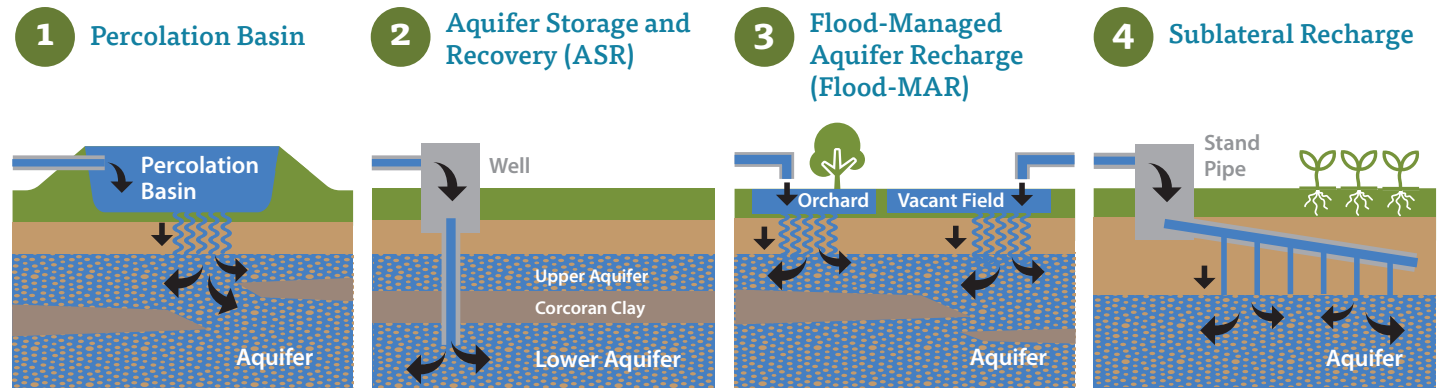 1
Percolation Basin
Percolation
Basin
Aquifer
2
Aquifer Storage and
Recovery (ASR)
Well
Upper Aquifer
Corcoran Clay
Lower Aquifer
3
Flood-Managed
Aquifer Recharge
(Flood-MAR)
Orchard
Vacant Field
Aquifer
4
Sublateral Recharge
Stand
Pipe
Aquifer